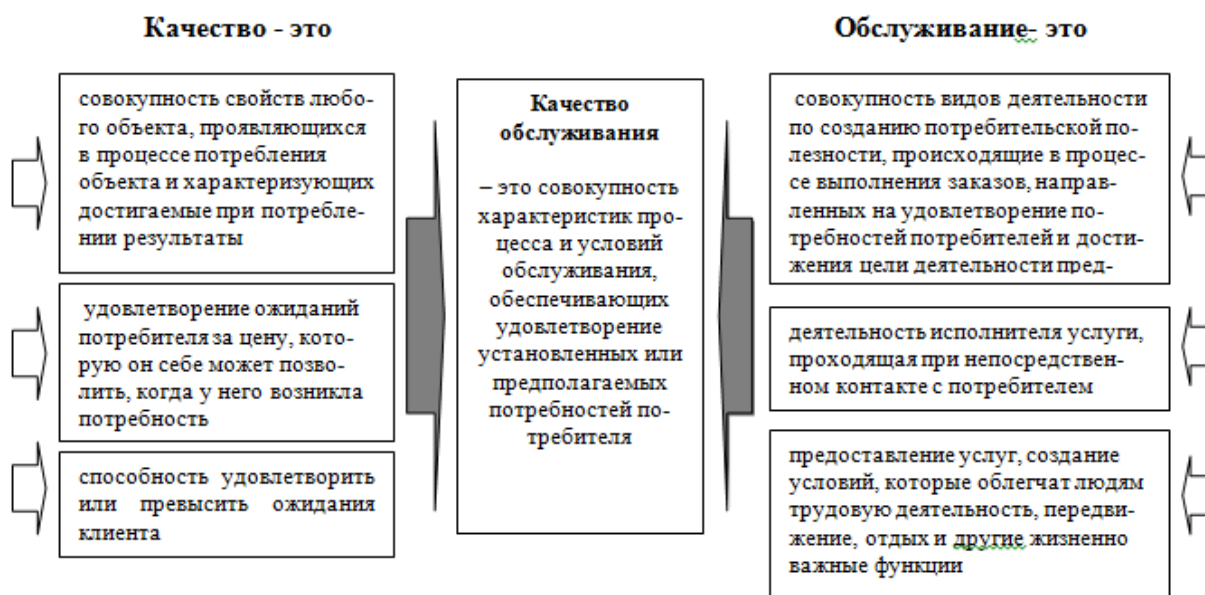 Качество - это
совокупность свойств любо-
го объекта, проявляющихся
в процессе потребления
объекта и характеризующих
достигаемые при потребле-
нии результаты
удовлетворение ожиданий
потребителя за цену, кото-
рую он себе может позво-
лить, когда у него возникла
потребность
способность удовлетворить
или превысить ожидания
клиента
Качество
обслуживания
– это совокупность
характеристик про-
цесса и условий
обслуживания,
обеспечивающих
удовлетворение
установленных или
предполагаемых
потребностей по-
требителя
Обслуживание- это
совокупность видов деятельности
по созданию потребительской по-
лезности, происходящие в процес-
се выполнения заказов, направ-
ленных на удовлетворение по-
требностей потребителей и дости-
жения цели деятельности пред-
деятельность исполнителя услуги,
проходящая при непосредствен-
ном контакте с потребителем
предоставление услуг, создание
условий, которые облегчат людям
трудовую деятельность, передви-
жение, отдых и другие жизненно
важные функции